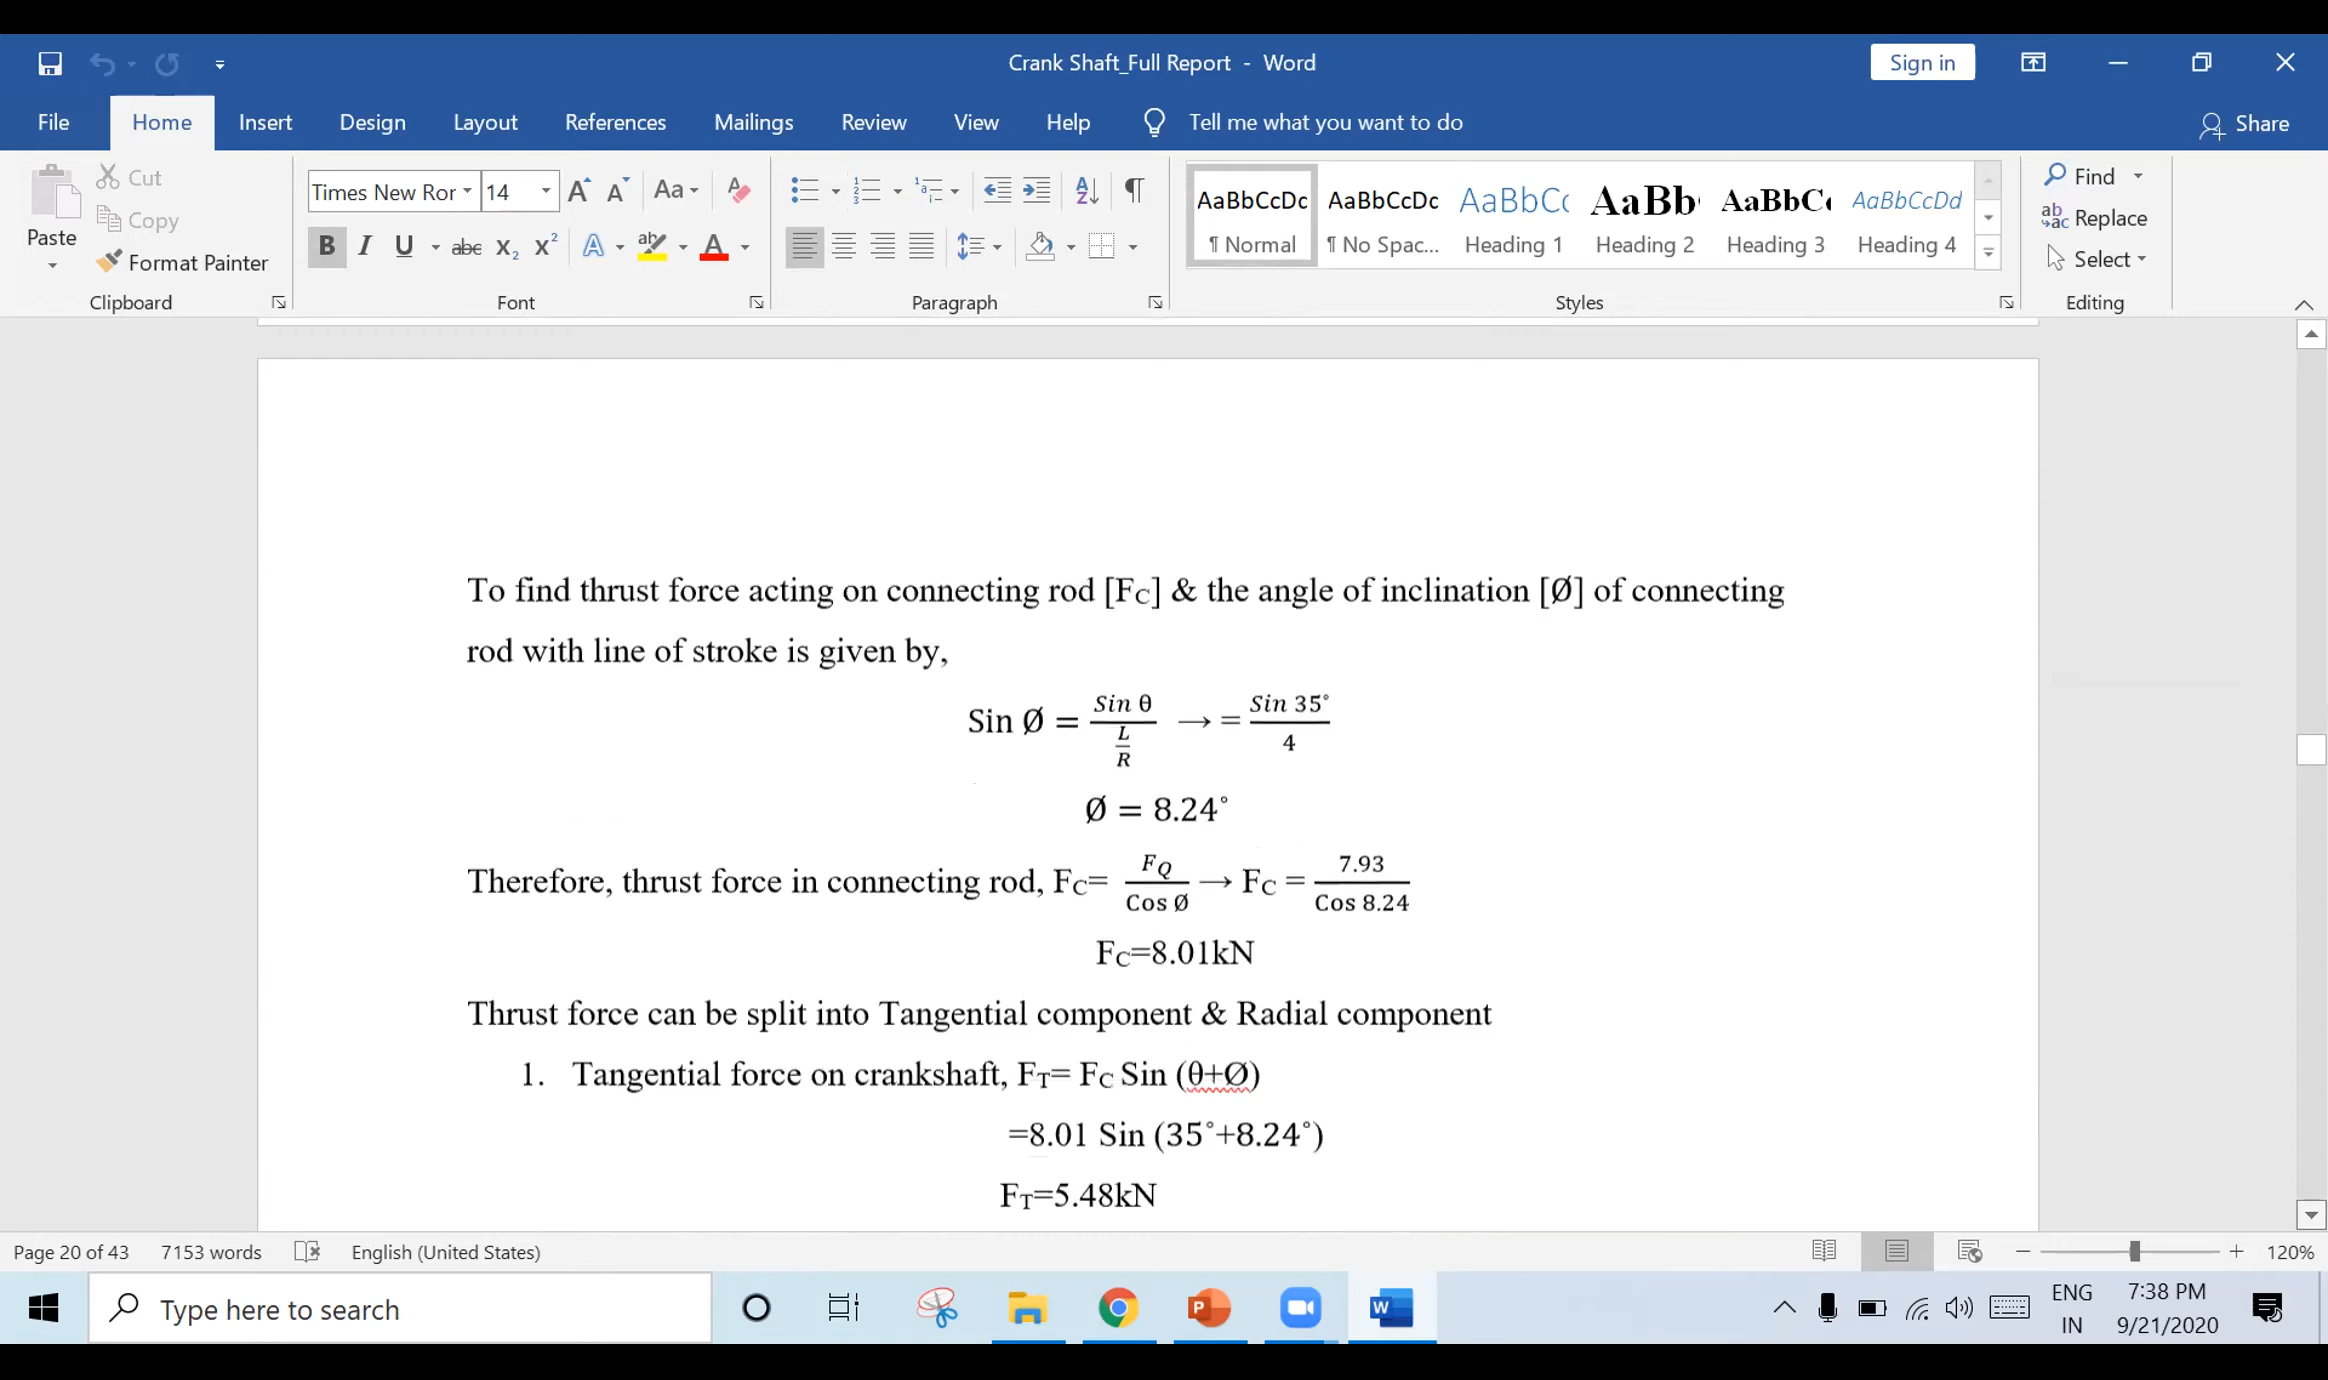 Crank Shaft_Full Report - Word
Sign in
File Home Insert Design Layout References Mailings Review View Help Tell me what you want to do Share
Paste Cut Copy Format Painter Clipboard
Times New Ror 14 Aa
B I U abc X₂ X² A ab A Font
Paragraph
AaBbCcDc AaBbCcDc AaBbCc AaBb AaBbCc AaBbCcDd
¶ Normal ¶ No Spac... Heading 1 Heading 2 Heading 3 Heading 4
Styles
Find Replace Select Editing
To find thrust force acting on connecting rod [FC] & the angle of inclination [Ø] of connecting
rod with line of stroke is given by,
Sin Ø = Sin θ / (L/R) → = Sin 35° / 4
Ø = 8.24°
Therefore, thrust force in connecting rod, FC= FQ / Cos Ø → FC = 7.93 / Cos 8.24
FC=8.01kN
Thrust force can be split into Tangential component & Radial component
1. Tangential force on crankshaft, FT= FC Sin (θ+Ø)
=8.01 Sin (35°+8.24°)
FT=5.48kN
Page 20 of 43 7153 words English (United States) 120%
Type here to search
ENG 7:38 PM
IN 9/21/2020